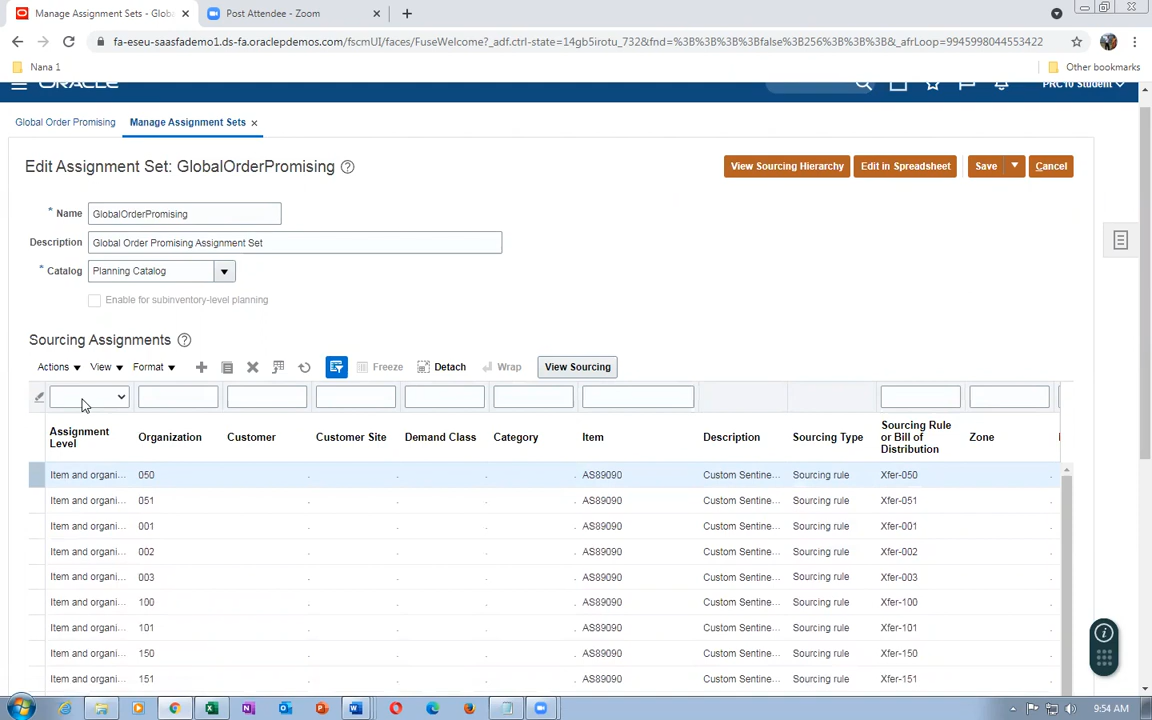 Manage Assignment Sets - Globa
Post Attendee - Zoom
fa-eseu-saasfademo1.ds-fa.oraclepdemos.com/fscmUI/faces/FuseWelcome?_adf.ctrl-state=14gb5irotu_732&fnd=%3B%3B%3B%3Bfalse%3B256%3B%3B%3B&_afrLoop=9945998044553422
Nana 1
Other bookmarks
ORACLE
PRC10 Student
Global Order Promising
Manage Assignment Sets
Edit Assignment Set: GlobalOrderPromising
View Sourcing Hierarchy
Edit in Spreadsheet
Save
Cancel
* Name GlobalOrderPromising
Description Global Order Promising Assignment Set
* Catalog Planning Catalog
Enable for subinventory-level planning
Sourcing Assignments
Actions View Format Freeze Detach Wrap View Sourcing
Assignment Level Organization Customer Customer Site Demand Class Category Item Description Sourcing Type Sourcing Rule or Bill of Distribution Zone
Item and organi... 050 . . . . AS89090 Custom Sentine... Sourcing rule Xfer-050 .
Item and organi... 051 . . . . AS89090 Custom Sentine... Sourcing rule Xfer-051 .
Item and organi... 001 . . . . AS89090 Custom Sentine... Sourcing rule Xfer-001 .
Item and organi... 002 . . . . AS89090 Custom Sentine... Sourcing rule Xfer-002 .
Item and organi... 003 . . . . AS89090 Custom Sentine... Sourcing rule Xfer-003 .
Item and organi... 100 . . . . AS89090 Custom Sentine... Sourcing rule Xfer-100 .
Item and organi... 101 . . . . AS89090 Custom Sentine... Sourcing rule Xfer-101 .
Item and organi... 150 . . . . AS89090 Custom Sentine... Sourcing rule Xfer-150 .
Item and organi... 151 . . . . AS89090 Custom Sentine... Sourcing rule Xfer-151 .
9:54 AM